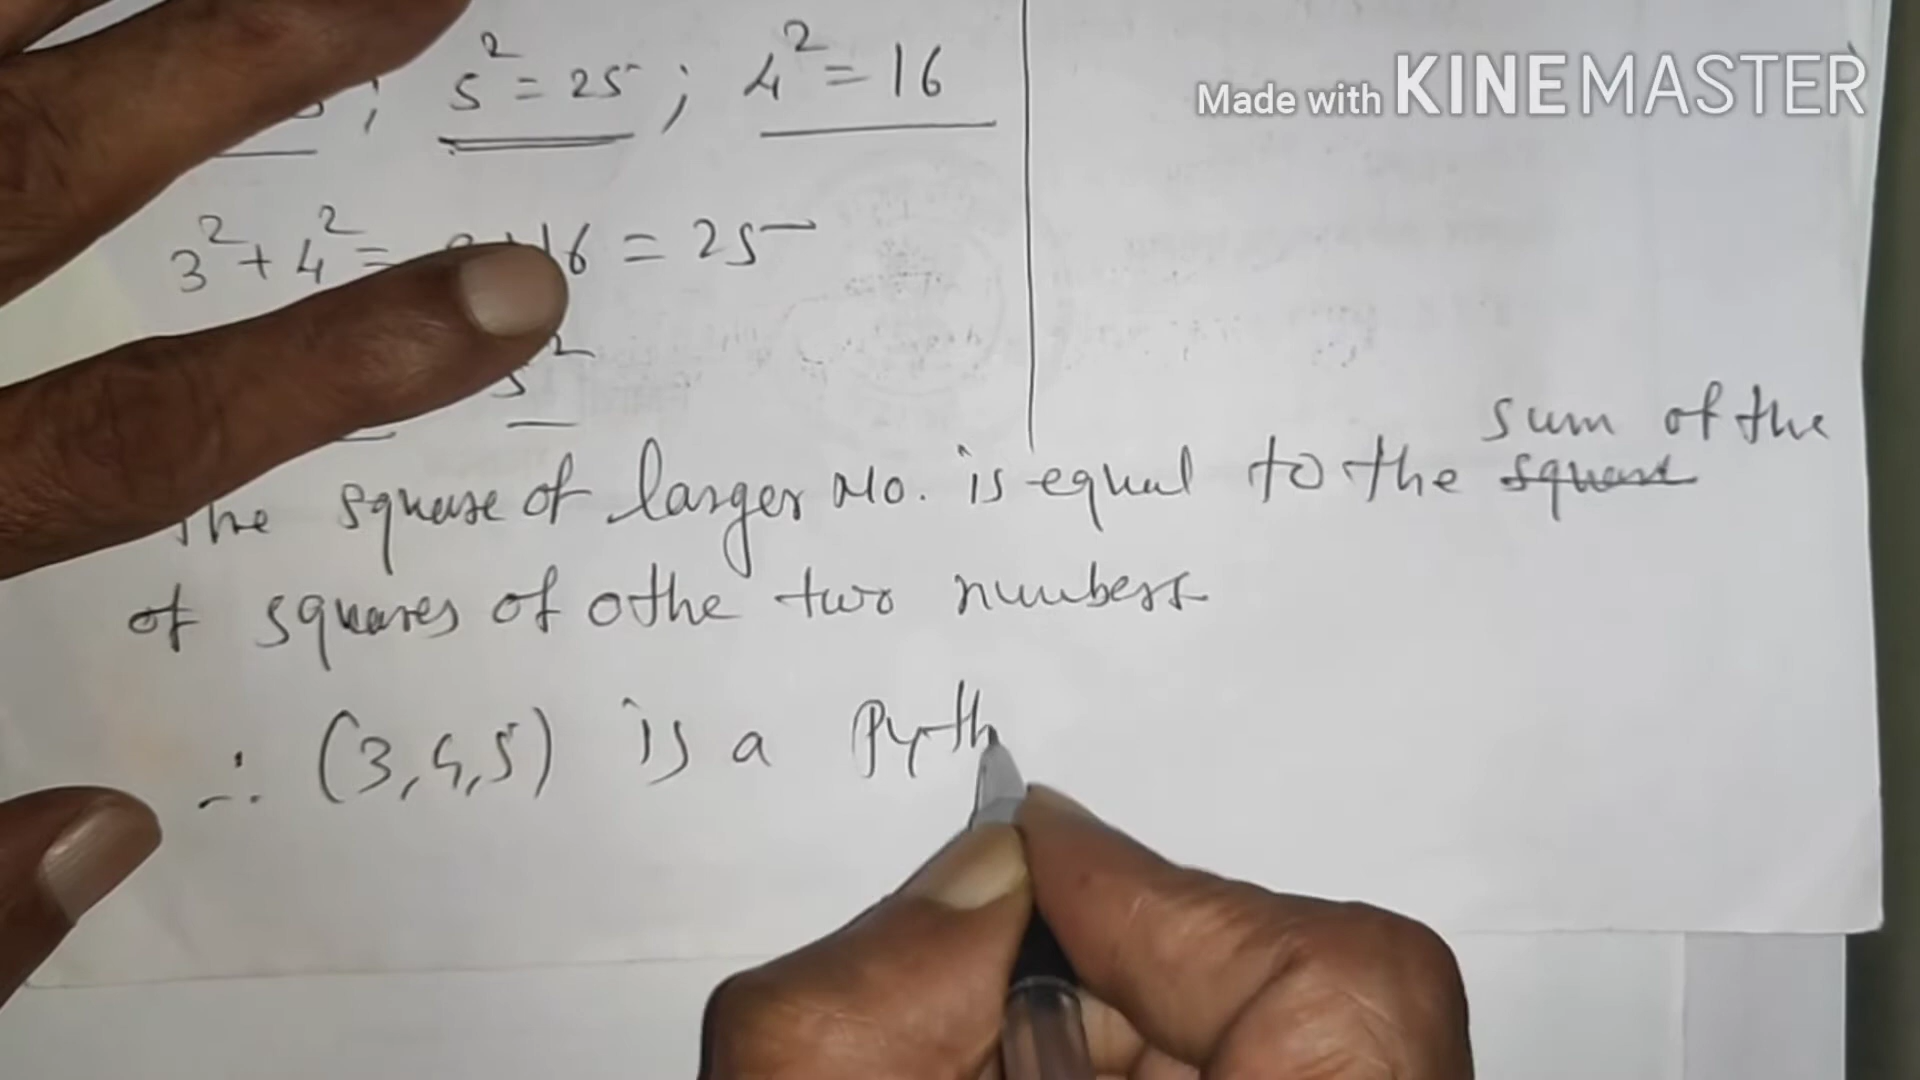 ; 5² = 25 ; 4² = 16
Made with KINEMASTER
3² + 4² = 16 = 25
5²
sum of the
The square of larger No. is equal to the square
of squares of othe two numbers
∴ (3,4,5) is a Pyth